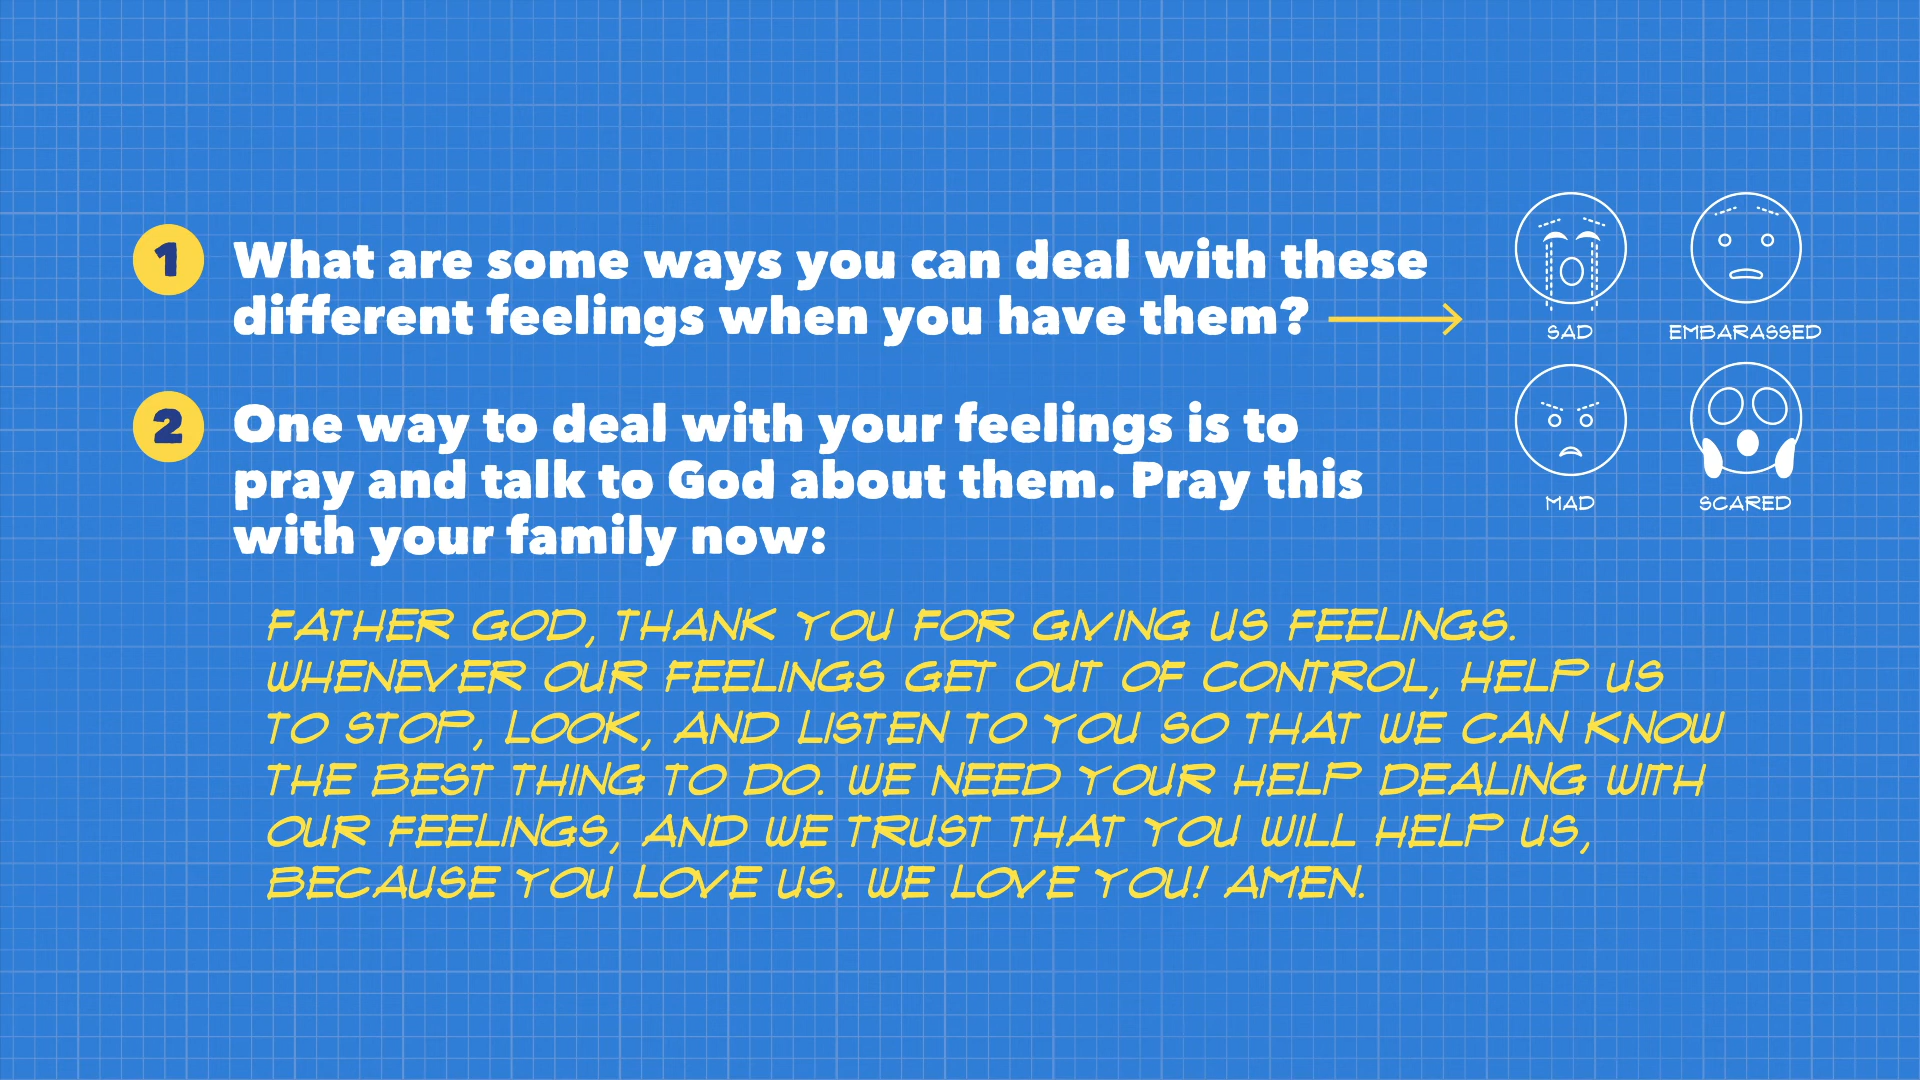 1
What are some ways you can deal with these
different feelings when you have them?
SAD
EMBARASSED
MAD
SCARED
2
One way to deal with your feelings is to
pray and talk to God about them. Pray this
with your family now:
FATHER GOD, THANK YOU FOR GIVING US FEELINGS.
WHENEVER OUR FEELINGS GET OUT OF CONTROL, HELP US
TO STOP, LOOK, AND LISTEN TO YOU SO THAT WE CAN KNOW
THE BEST THING TO DO. WE NEED YOUR HELP DEALING WITH
OUR FEELINGS, AND WE TRUST THAT YOU WILL HELP US,
BECAUSE YOU LOVE US. WE LOVE YOU! AMEN.